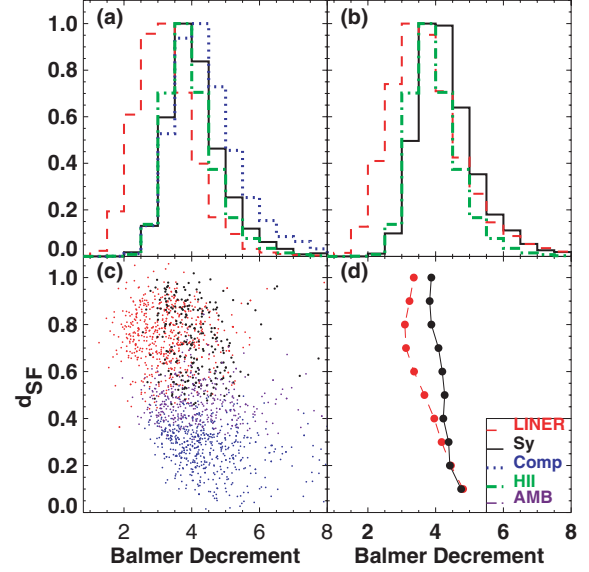 (a)
(b)
1.0
0.8
0.6
0.4
0.2
0.0
(c)
(d)
1.0
0.8
0.6
0.4
0.2
0.0
dSF
LINER
Sy
Comp
HII
AMB
2 4 6 8
2 4 6 8
Balmer Decrement
Balmer Decrement